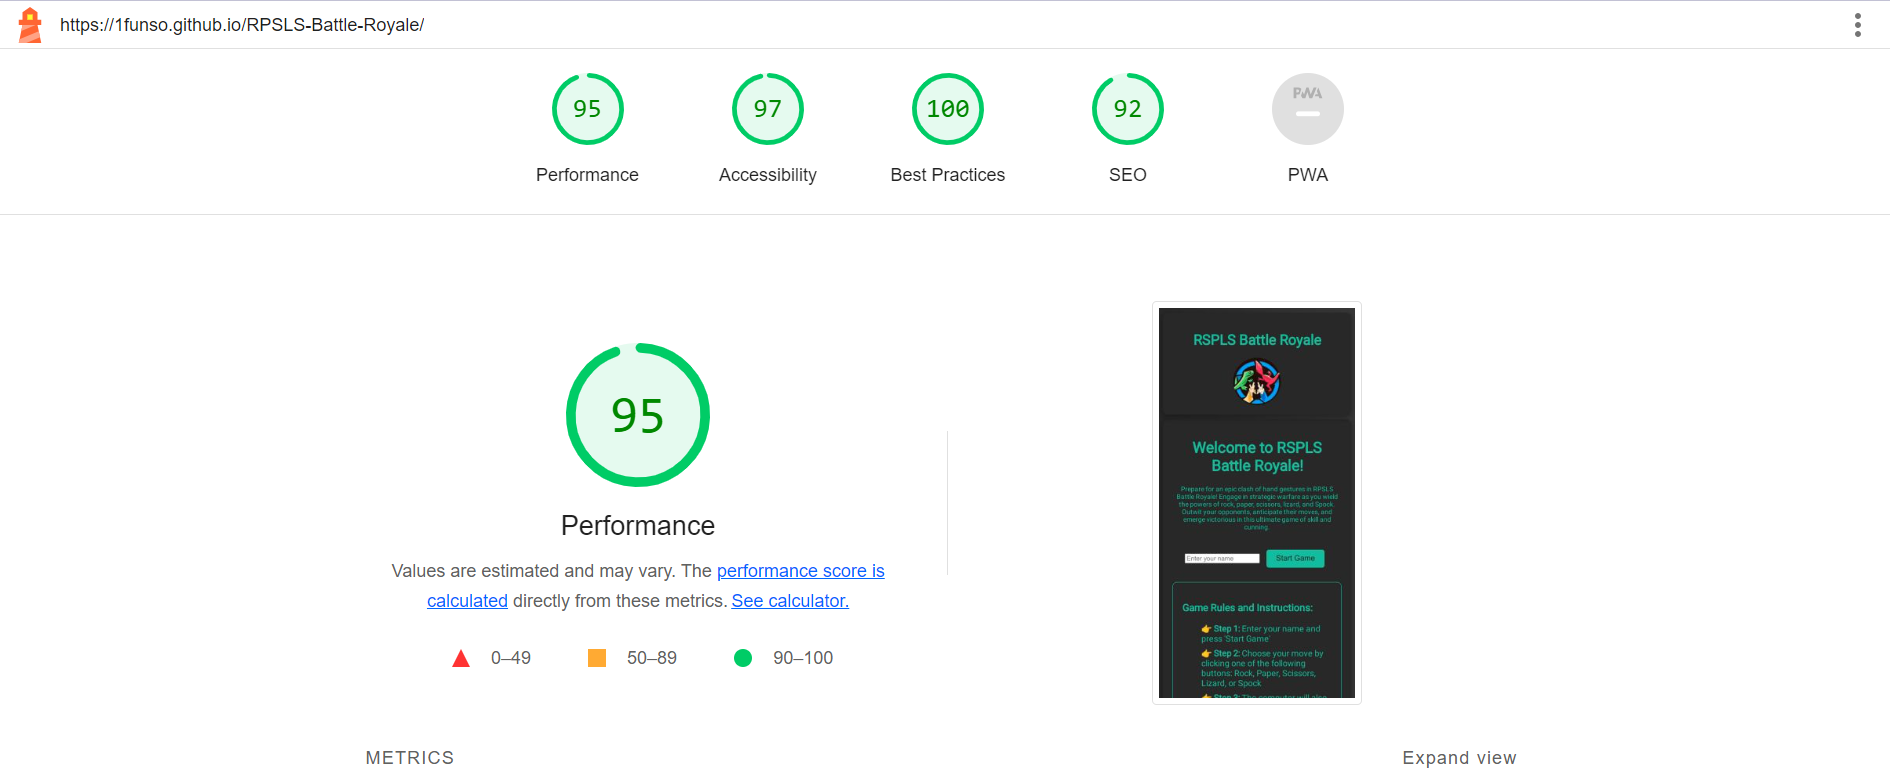 https://1funso.github.io/RPSLS-Battle-Royale/
95
97
100
92
PWA
Performance
Accessibility
Best Practices
SEO
PWA
95
Performance
Values are estimated and may vary. The performance score is
calculated directly from these metrics. See calculator.
0–49
50–89
90–100
RSPLS Battle Royale
Welcome to RSPLS
Battle Royale!
Prepare for an epic clash of hand gestures in RPSLS
Battle Royale! Engage in strategic warfare as you wield
the powers of rock, paper, scissors, lizard, and Spock.
Outwit your opponents, anticipate their moves, and
emerge victorious in this ultimate game of skill and
cunning.
Enter your name
Start Game
Game Rules and Instructions:
👉 Step 1: Enter your name and
press 'Start Game'
👉 Step 2: Choose your move by
clicking one of the following
buttons: Rock, Paper, Scissors,
Lizard, or Spock
👉 Step 3: The computer will also
METRICS
Expand view